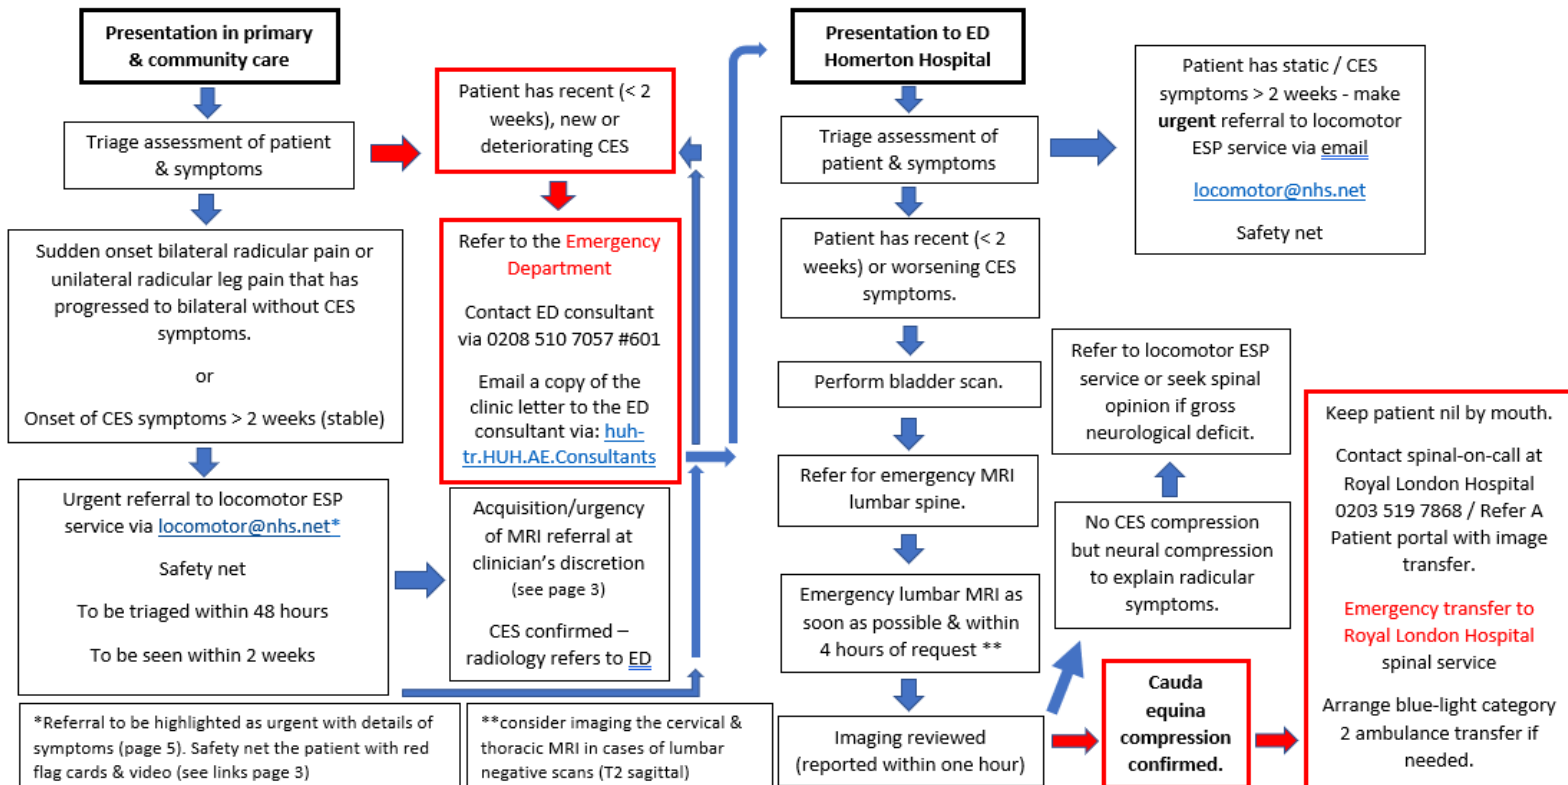 Presentation in primary
& community care
Triage assessment of patient
& symptoms
Sudden onset bilateral radicular pain or
unilateral radicular leg pain that has
progressed to bilateral without CES
symptoms.
or
Onset of CES symptoms > 2 weeks (stable)
Urgent referral to locomotor ESP
service via locomotor@nhs.net*
Safety net
To be triaged within 48 hours
To be seen within 2 weeks
*Referral to be highlighted as urgent with details of
symptoms (page 5). Safety net the patient with red
flag cards & video (see links page 3)
Patient has recent (< 2
weeks), new or
deteriorating CES
Refer to the Emergency
Department
Contact ED consultant
via 0208 510 7057 #601
Email a copy of the
clinic letter to the ED
consultant via: huh-
tr.HUH.AE.Consultants
Acquisition/urgency
of MRI referral at
clinician's discretion
(see page 3)
CES confirmed –
radiology refers to ED
**consider imaging the cervical &
thoracic MRI in cases of lumbar
negative scans (T2 sagittal)
Presentation to ED
Homerton Hospital
Triage assessment of
patient & symptoms
Patient has static / CES
symptoms > 2 weeks - make
urgent referral to locomotor
ESP service via email
locomotor@nhs.net
Safety net
Patient has recent (< 2
weeks) or worsening CES
symptoms.
Perform bladder scan.
Refer for emergency MRI
lumbar spine.
Emergency lumbar MRI as
soon as possible & within
4 hours of request **
Imaging reviewed
(reported within one hour)
Refer to locomotor ESP
service or seek spinal
opinion if gross
neurological deficit.
No CES compression
but neural compression
to explain radicular
symptoms.
Cauda
equina
compression
confirmed.
Keep patient nil by mouth.
Contact spinal-on-call at
Royal London Hospital
0203 519 7868 / Refer A
Patient portal with image
transfer.
Emergency transfer to
Royal London Hospital
spinal service
Arrange blue-light category
2 ambulance transfer if
needed.